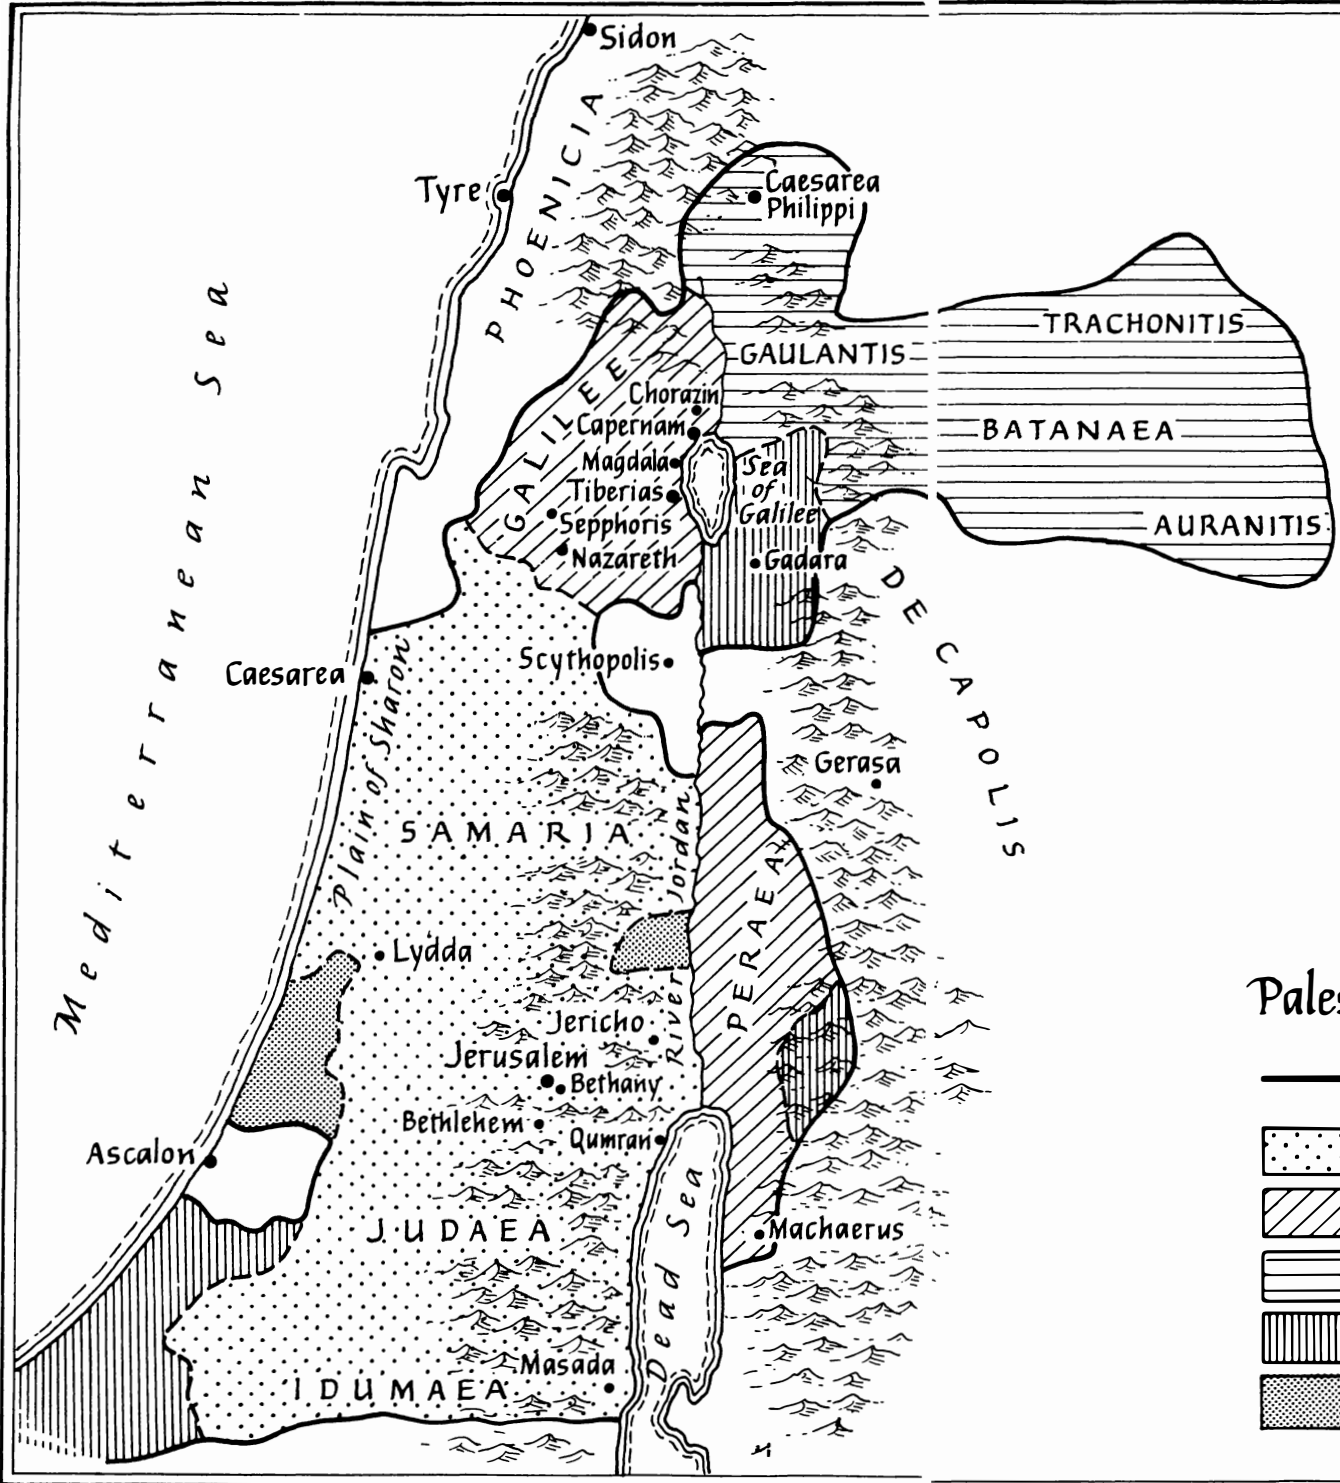 Sidon
PHOENICIA
Tyre
Caesarea
Philippi
Mediterranean Sea
TRACHONITIS
GAULANTIS
BATANAEA
AURANITIS
GALILEE
Chorazin
Capernam
Magdala
Tiberias
Sepphoris
Nazareth
Sea
of
Galilee
Gadara
DECAPOLIS
Scythopolis
Caesarea
Plain of Sharon
Gerasa
SAMARIA
River Jordan
PERAEA
Lydda
Jericho
Jerusalem
Bethany
Bethlehem
Qumran
Ascalon
Dead Sea
JUDAEA
Machaerus
Masada
IDUMAEA
Pales